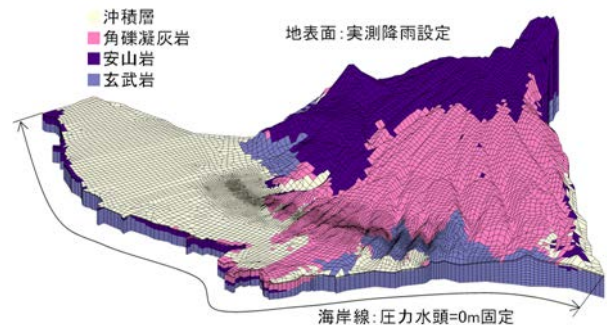 沖積層
角礫凝灰岩
安山岩
玄武岩
地表面:実測降雨設定
海岸線:圧力水頭=0m固定